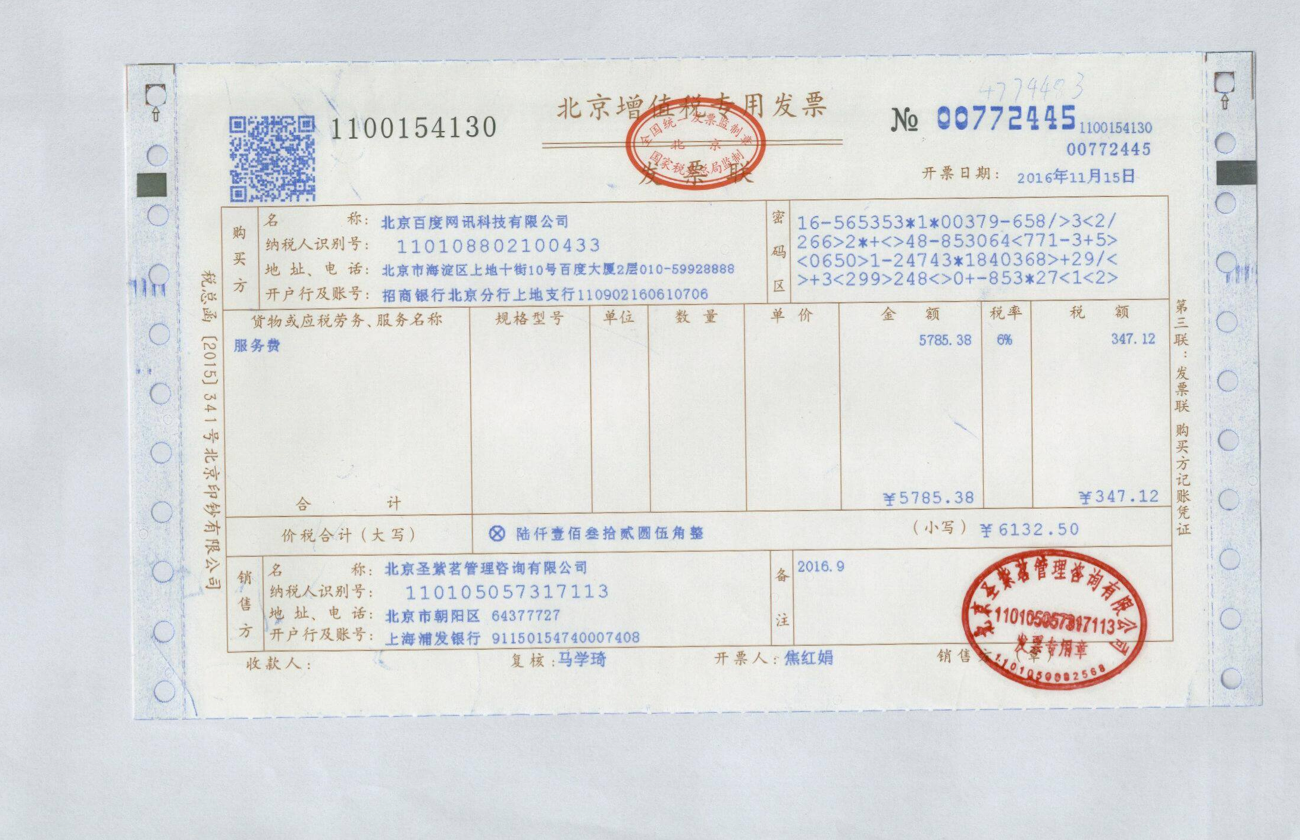 北京增值税专用发票
发票联
全国统一发票监制章
北京
国家税务总局监制
1100154130
№ 00772445
1100154130
00772445
开票日期: 2016年11月15日
购买方
名称: 北京百度网讯科技有限公司
纳税人识别号: 110108802100433
地址、电话: 北京市海淀区上地十街10号百度大厦2层010-59928888
开户行及账号: 招商银行北京分行上地支行110902160610706
密码区
16-565353*1*00379-658/>3<2/
266>2*+<>48-853064<771-3+5>
<0650>1-24743*1840368>+29/<
>+3<299>248<>0+-853*27<1<2>
货物或应税劳务、服务名称 规格型号 单位 数量 单价 金额 税率 税额
服务费 5785.38 6% 347.12
合计 ¥5785.38 ¥347.12
价税合计(大写) ⊗ 陆仟壹佰叁拾贰圆伍角整 (小写) ¥6132.50
销售方
名称: 北京圣紫茗管理咨询有限公司
纳税人识别号: 110105057317113
地址、电话: 北京市朝阳区 64377727
开户行及账号: 上海浦发银行 91150154740007408
备注
2016.9
收款人: 复核: 马学琦 开票人: 焦红娟 销售方:(章)
北京圣紫茗管理咨询有限公司
110105057317113
发票专用章
1101050082568
税总函[2015]341号北京印钞有限公司
第三联:发票联 购买方记账凭证